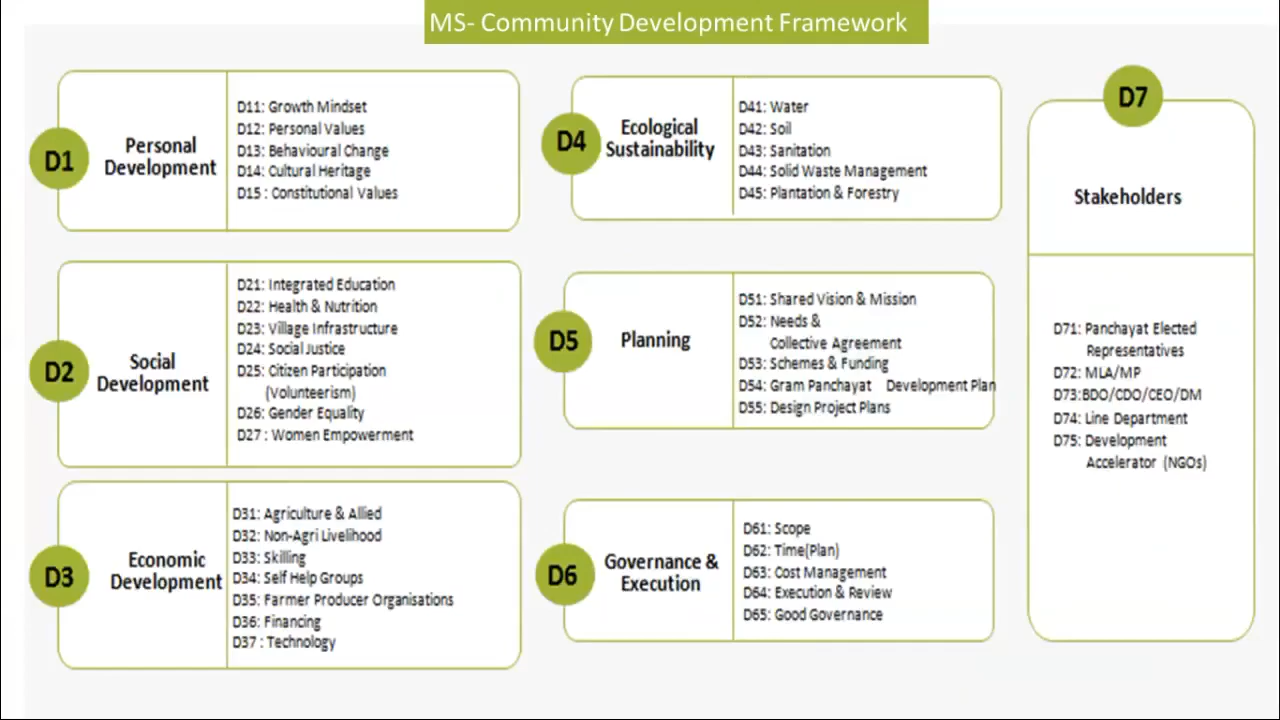 MS- Community Development Framework
D1
Personal
Development
D11: Growth Mindset
D12: Personal Values
D13: Behavioural Change
D14: Cultural Heritage
D15 : Constitutional Values
D2
Social
Development
D21: Integrated Education
D22: Health & Nutrition
D23: Village Infrastructure
D24: Social Justice
D25: Citizen Participation
(Volunteerism)
D26: Gender Equality
D27 : Women Empowerment
D3
Economic
Development
D31: Agriculture & Allied
D32: Non-Agri Livelihood
D33: Skilling
D34: Self Help Groups
D35: Farmer Producer Organisations
D36: Financing
D37 : Technology
D4
Ecological
Sustainability
D41: Water
D42: Soil
D43: Sanitation
D44: Solid Waste Management
D45: Plantation & Forestry
D5
Planning
D51: Shared Vision & Mission
D52: Needs &
Collective Agreement
D53: Schemes & Funding
D54: Gram Panchayat Development Plan
D55: Design Project Plans
D6
Governance &
Execution
D61: Scope
D62: Time(Plan)
D63: Cost Management
D64: Execution & Review
D65: Good Governance
D7
Stakeholders
D71: Panchayat Elected
Representatives
D72: MLA/MP
D73:BDO/CDO/CEO/DM
D74: Line Department
D75: Development
Accelerator (NGOs)